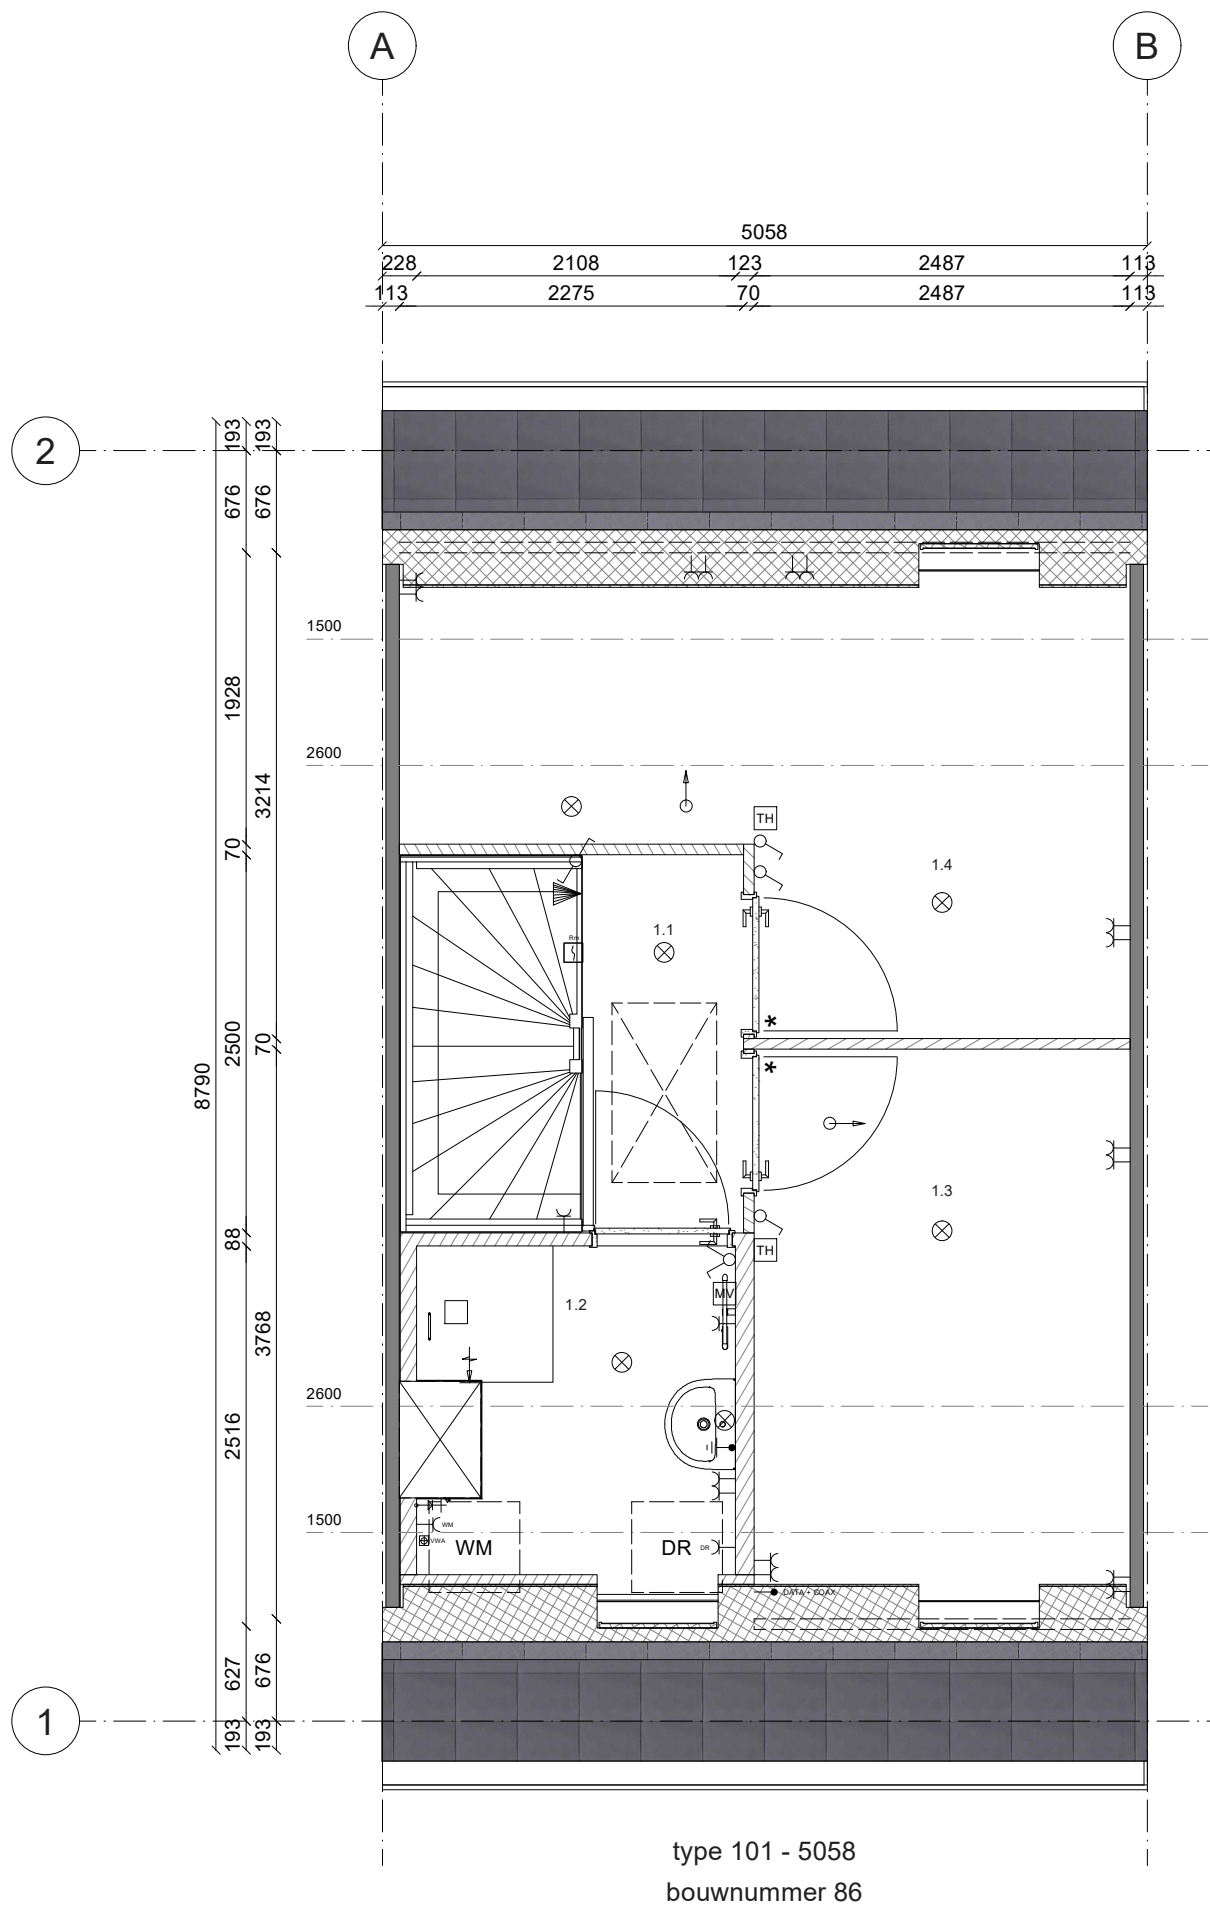 A B
5058
228 2108 123 2487 113
113 2275 70 2487 113
2
193 193
676 676
1500
1928
2600
3214
TH
70
1.4
1.1
Rm
2500 70
*
8790
*
1.3
88
TH
MV
1.2
3768
2600
2516
1500
WM
VWA
WM DR DR
DATA + COAX
627 676
1
193 193
type 101 - 5058
bouwnummer 86